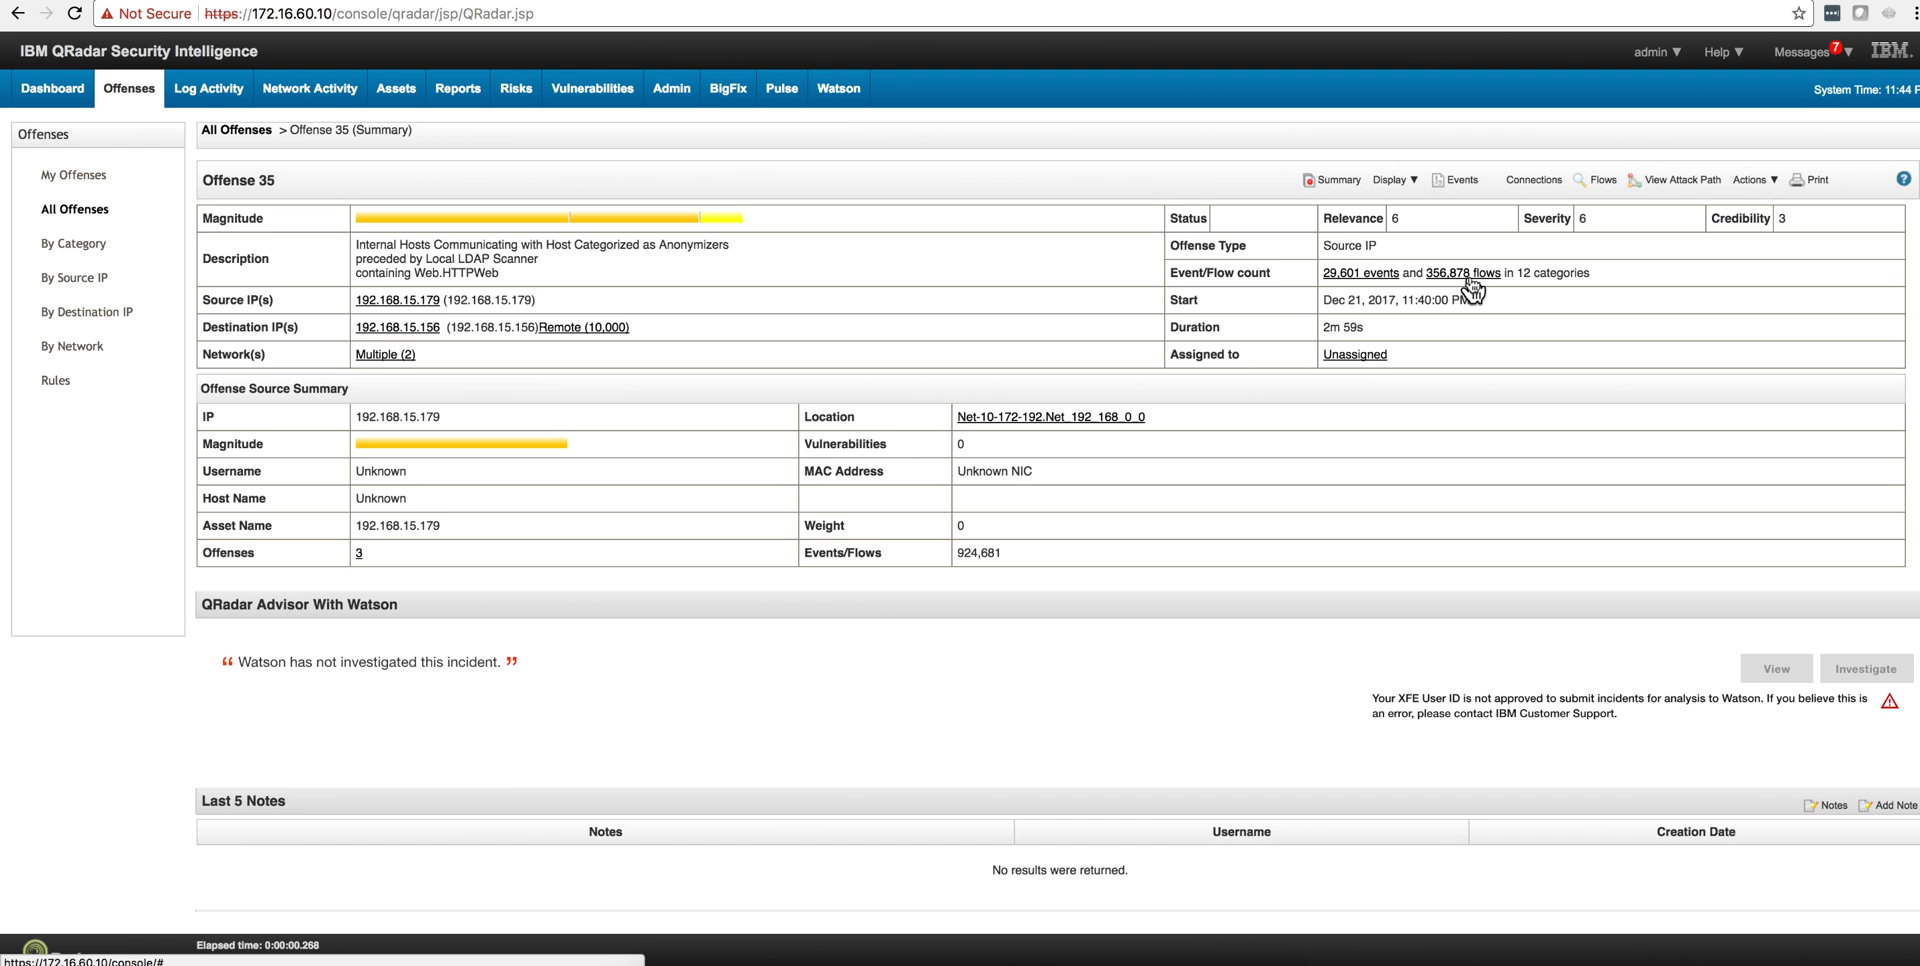 Not Secure https://172.16.60.10/console/qradar/jsp/QRadar.jsp
IBM QRadar Security Intelligence
admin ▼ Help ▼ Messages 7 ▼ IBM.
Dashboard Offenses Log Activity Network Activity Assets Reports Risks Vulnerabilities Admin BigFix Pulse Watson System Time: 11:44 P
Offenses
My Offenses
All Offenses
By Category
By Source IP
By Destination IP
By Network
Rules
All Offenses > Offense 35 (Summary)
Offense 35 Summary Display ▼ Events Connections Flows View Attack Path Actions ▼ Print ?
Magnitude Status Relevance 6 Severity 6 Credibility 3
Description
Internal Hosts Communicating with Host Categorized as Anonymizers
preceded by Local LDAP Scanner
containing Web.HTTPWeb
Offense Type Source IP
Event/Flow count 29,601 events and 356,878 flows in 12 categories
Source IP(s) 192.168.15.179 (192.168.15.179) Start Dec 21, 2017, 11:40:00 PM
Destination IP(s) 192.168.15.156 (192.168.15.156)Remote (10,000) Duration 2m 59s
Network(s) Multiple (2) Assigned to Unassigned
Offense Source Summary
IP 192.168.15.179 Location Net-10-172-192.Net_192_168_0_0
Magnitude Vulnerabilities 0
Username Unknown MAC Address Unknown NIC
Host Name Unknown
Asset Name 192.168.15.179 Weight 0
Offenses 3 Events/Flows 924,681
QRadar Advisor With Watson
“ Watson has not investigated this incident. ”
View Investigate
Your XFE User ID is not approved to submit incidents for analysis to Watson. If you believe this is
an error, please contact IBM Customer Support.
Last 5 Notes Notes Add Note
Notes Username Creation Date
No results were returned.
Elapsed time: 0:00:00.268
https://172.16.60.10/console/#